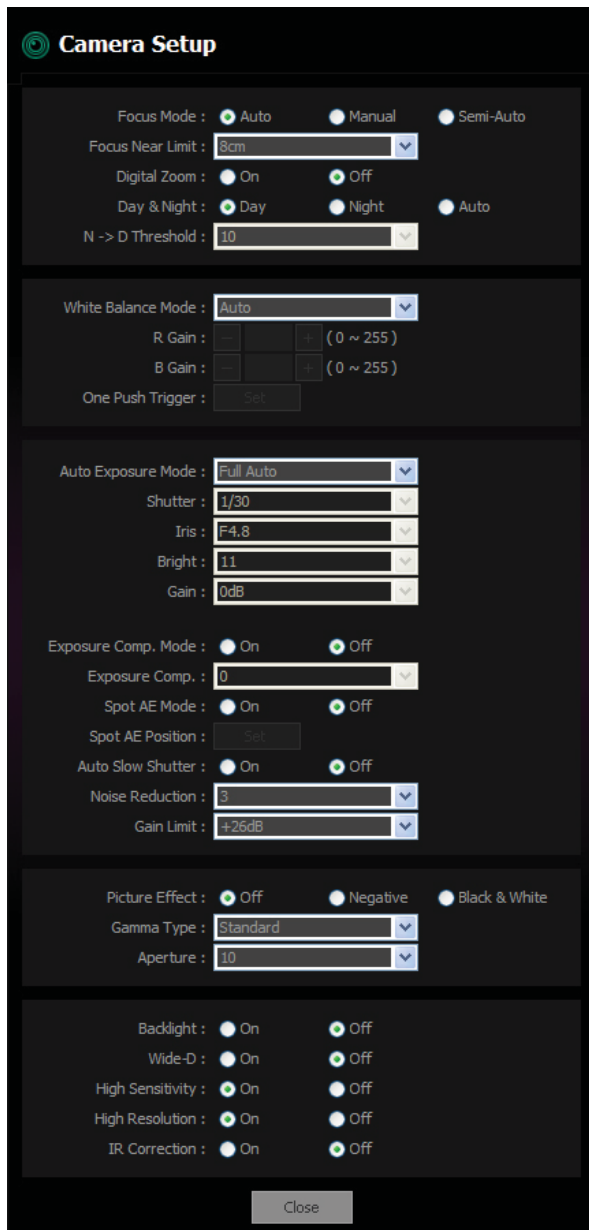 Camera Setup
Focus Mode : Auto Manual Semi-Auto
Focus Near Limit : 8cm
Digital Zoom : On Off
Day & Night : Day Night Auto
N -> D Threshold : 10
White Balance Mode : Auto
R Gain : − + ( 0 ~ 255 )
B Gain : − + ( 0 ~ 255 )
One Push Trigger : Set
Auto Exposure Mode : Full Auto
Shutter : 1/30
Iris : F4.8
Bright : 11
Gain : 0dB
Exposure Comp. Mode : On Off
Exposure Comp. : 0
Spot AE Mode : On Off
Spot AE Position : Set
Auto Slow Shutter : On Off
Noise Reduction : 3
Gain Limit : +26dB
Picture Effect : Off Negative Black & White
Gamma Type : Standard
Aperture : 10
Backlight : On Off
Wide-D : On Off
High Sensitivity : On Off
High Resolution : On Off
IR Correction : On Off
Close